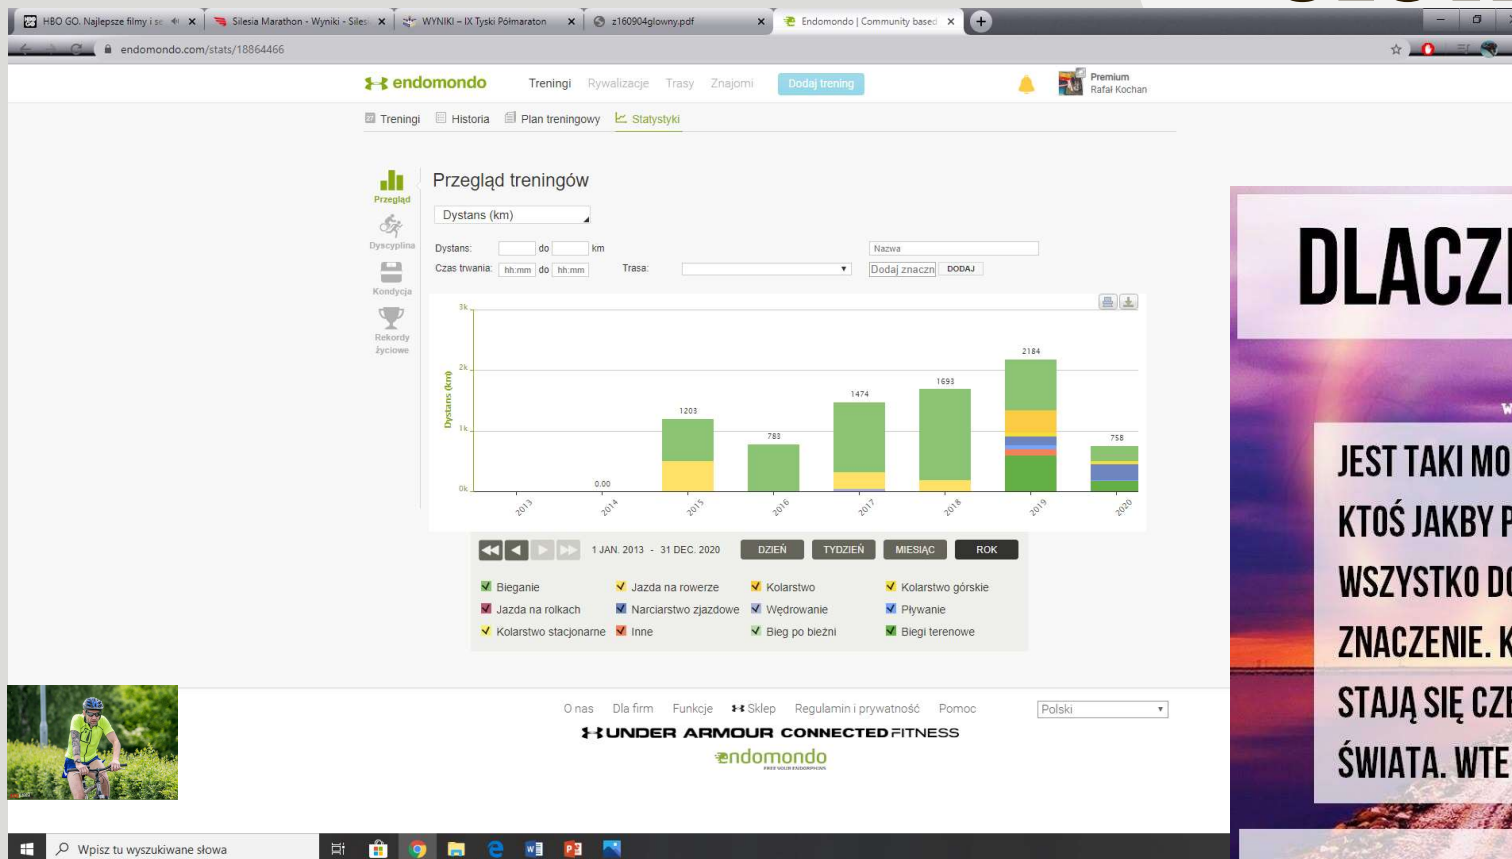 HBO GO. Najlepsze filmy i se
Silesia Marathon - Wyniki - Siles
WYNIKI – IX Tyski Półmaraton
z160904glowny.pdf
Endomondo | Community based
endomondo.com/stats/18864466
endomondo Treningi Rywalizacje Trasy Znajomi Dodaj trening
Premium
Rafał Kochan
Treningi Historia Plan treningowy Statystyki
Przegląd
Dyscyplina
Kondycja
Rekordy
życiowe
Przegląd treningów
Dystans (km)
Dystans: do km Nazwa
Czas trwania: hh:mm do hh:mm Trasa: Dodaj znaczn DODAJ
Dystans (km)
3k
2k
1k
0k
0.00
1203
783
1474
1693
2184
758
2013 2014 2015 2016 2017 2018 2019 2020
1 JAN. 2013 - 31 DEC. 2020 DZIEŃ TYDZIEŃ MIESIĄC ROK
Bieganie Jazda na rowerze Kolarstwo Kolarstwo górskie
Jazda na rolkach Narciarstwo zjazdowe Wędrowanie Pływanie
Kolarstwo stacjonarne Inne Bieg po bieżni Biegi terenowe
O nas Dla firm Funkcje Sklep Regulamin i prywatność Pomoc Polski
UNDER ARMOUR CONNECTED FITNESS
endomondo
FREE YOUR ENDORPHINS
Wpisz tu wyszukiwane słowa
DLACZ
W
JEST TAKI MO
KTOŚ JAKBY P
WSZYSTKO DO
ZNACZENIE. K
STAJĄ SIĘ CZĘ
ŚWIATA. WTE